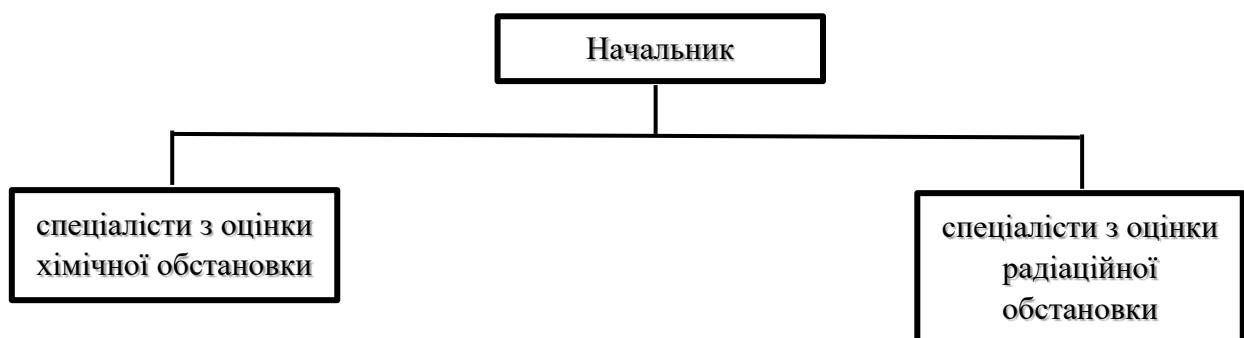 Начальник
спеціалісти з оцінки
хімічної обстановки
спеціалісти з оцінки
радіаційної
обстановки